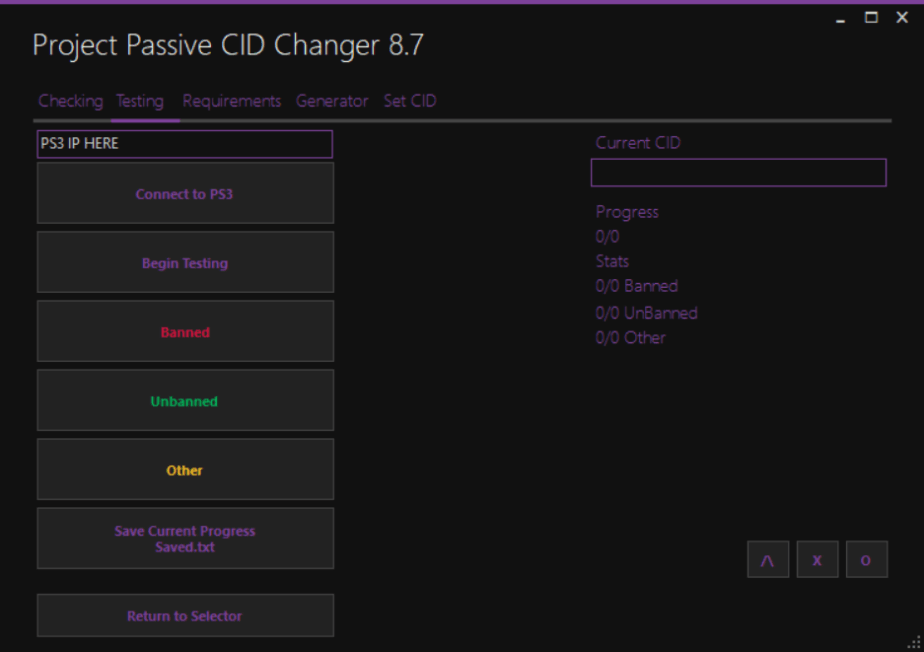 Project Passive CID Changer 8.7
Checking Testing Requirements Generator Set CID
PS3 IP HERE
Connect to PS3
Begin Testing
Banned
Unbanned
Other
Save Current Progress
Saved.txt
Return to Selector
Current CID
Progress
0/0
Stats
0/0 Banned
0/0 UnBanned
0/0 Other
/\ X O